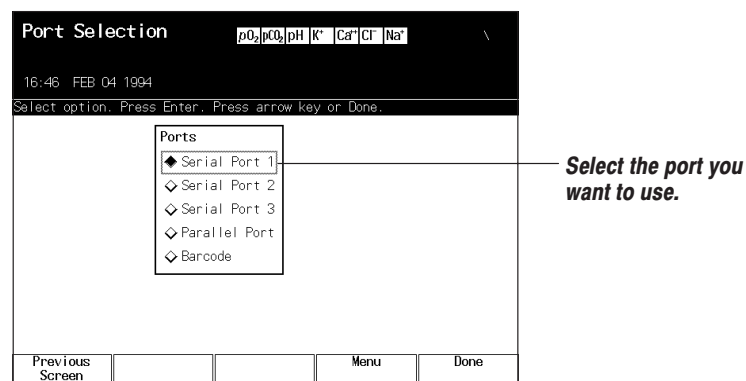 Port Selection
pO₂ pCO₂ pH K⁺ Ca⁺⁺ Cl⁻ Na⁺ \
16:46 FEB 04 1994
Select option. Press Enter. Press arrow key or Done.
Ports
Serial Port 1
Serial Port 2
Serial Port 3
Parallel Port
Barcode
Select the port you
want to use.
Previous
Screen
Menu
Done